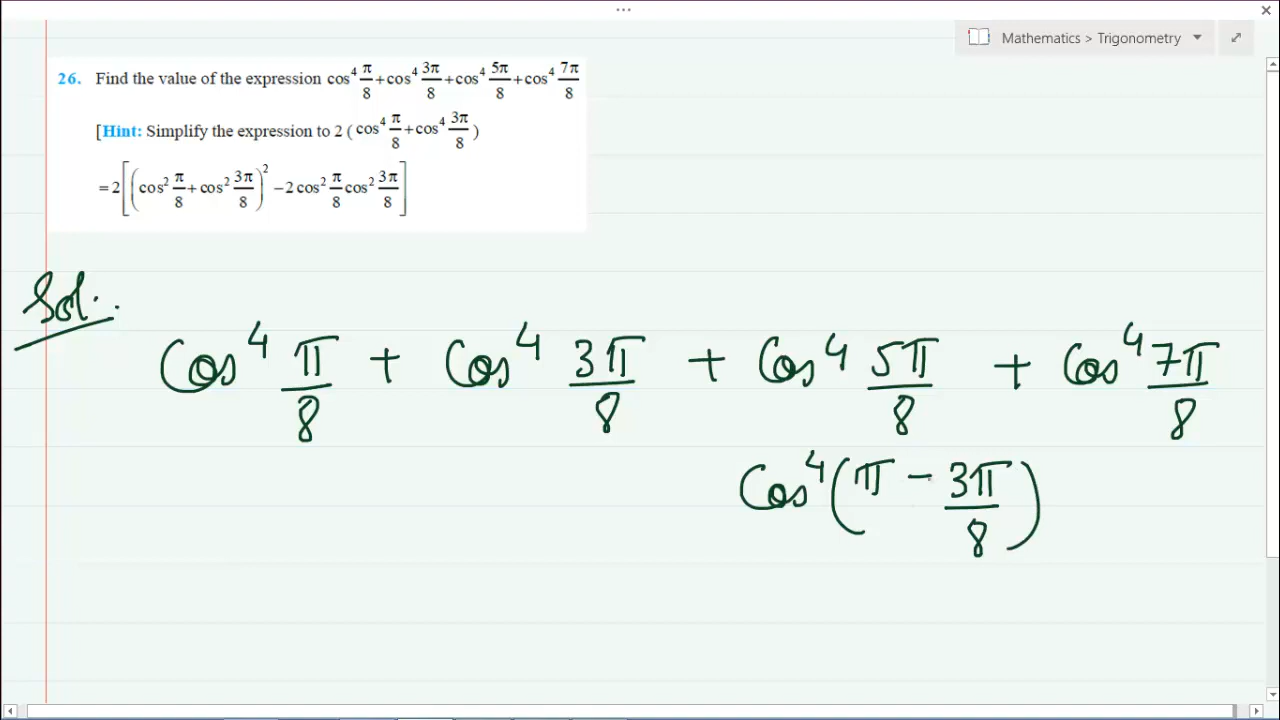 ...
Mathematics > Trigonometry
26. Find the value of the expression cos⁴ π/8 + cos⁴ 3π/8 + cos⁴ 5π/8 + cos⁴ 7π/8
[Hint: Simplify the expression to 2 ( cos⁴ π/8 + cos⁴ 3π/8 )
= 2 [ ( cos² π/8 + cos² 3π/8 )² − 2 cos² π/8 cos² 3π/8 ]
Sol.:
Cos⁴ π/8 + Cos⁴ 3π/8 + Cos⁴ 5π/8 + Cos⁴ 7π/8
Cos⁴ ( π − 3π/8 )